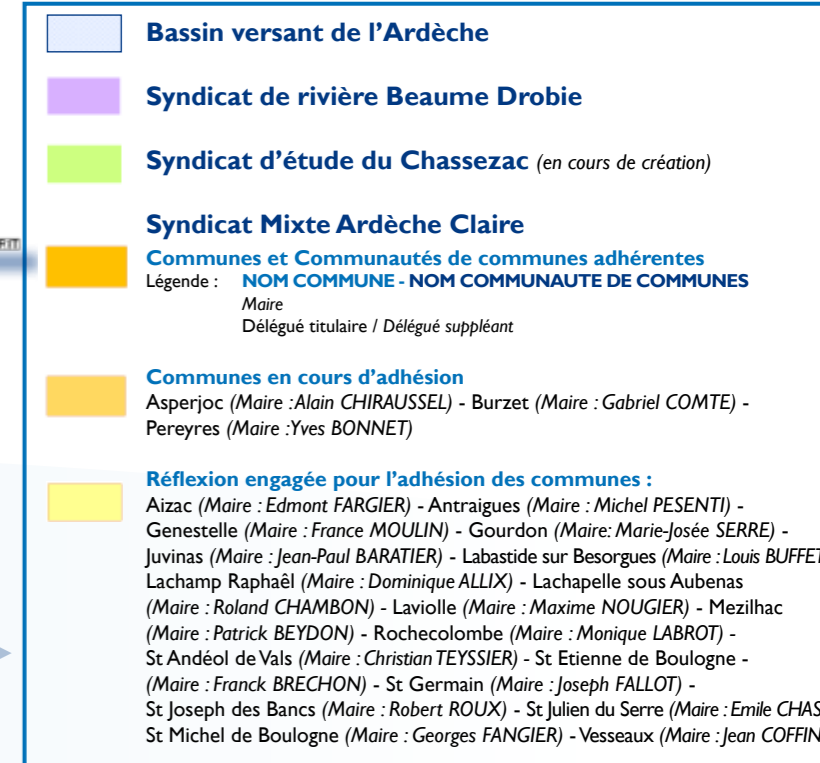 Bassin versant de l’Ardèche
Syndicat de rivière Beaume Drobie
Syndicat d’étude du Chassezac (en cours de création)
Syndicat Mixte Ardèche Claire
Communes et Communautés de communes adhérentes
Légende : NOM COMMUNE - NOM COMMUNAUTE DE COMMUNES
Maire
Délégué titulaire / Délégué suppléant
Communes en cours d’adhésion
Asperjoc (Maire : Alain CHIRAUSSEL) - Burzet (Maire : Gabriel COMTE) -
Pereyres (Maire : Yves BONNET)
Réflexion engagée pour l’adhésion des communes :
Aizac (Maire : Edmont FARGIER) - Antraigues (Maire : Michel PESENTI) -
Genestelle (Maire : France MOULIN) - Gourdon (Maire: Marie-Josée SERRE) -
Juvinas (Maire : Jean-Paul BARATIER) - Labastide sur Besorgues (Maire : Louis BUFFET
Lachamp Raphaêl (Maire : Dominique ALLIX) - Lachapelle sous Aubenas
(Maire : Roland CHAMBON) - Laviolle (Maire : Maxime NOUGIER) - Mezilhac
(Maire : Patrick BEYDON) - Rochecolombe (Maire : Monique LABROT) -
St Andéol de Vals (Maire : Christian TEYSSIER) - St Etienne de Boulogne -
(Maire : Franck BRECHON) - St Germain (Maire : Joseph FALLOT) -
St Joseph des Bancs (Maire : Robert ROUX) - St Julien du Serre (Maire : Emile CHAS
St Michel de Boulogne (Maire : Georges FANGIER) - Vesseaux (Maire : Jean COFFIN